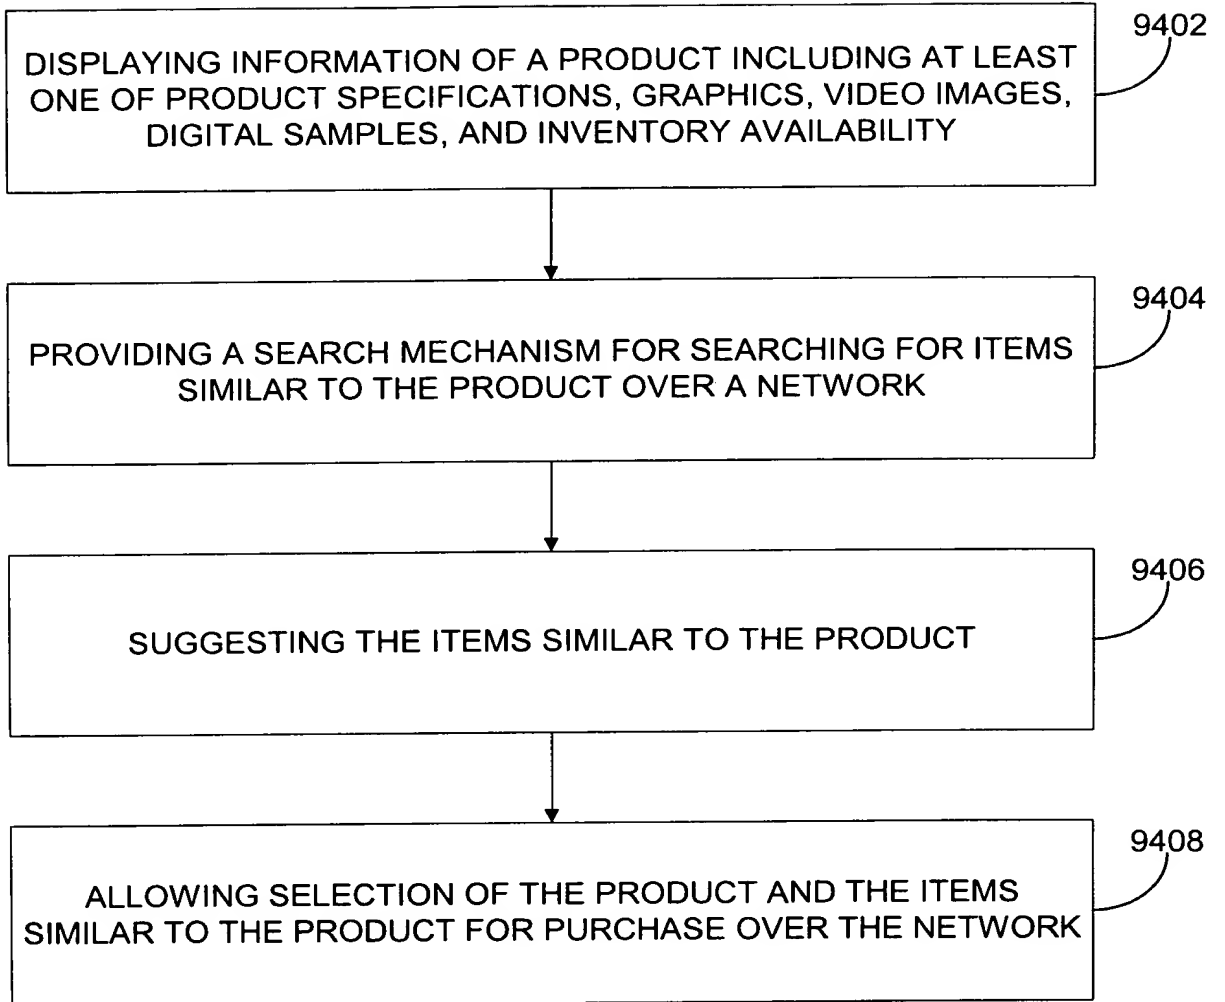 9402
DISPLAYING INFORMATION OF A PRODUCT INCLUDING AT LEAST
ONE OF PRODUCT SPECIFICATIONS, GRAPHICS, VIDEO IMAGES,
DIGITAL SAMPLES, AND INVENTORY AVAILABILITY
9404
PROVIDING A SEARCH MECHANISM FOR SEARCHING FOR ITEMS
SIMILAR TO THE PRODUCT OVER A NETWORK
9406
SUGGESTING THE ITEMS SIMILAR TO THE PRODUCT
9408
ALLOWING SELECTION OF THE PRODUCT AND THE ITEMS
SIMILAR TO THE PRODUCT FOR PURCHASE OVER THE NETWORK